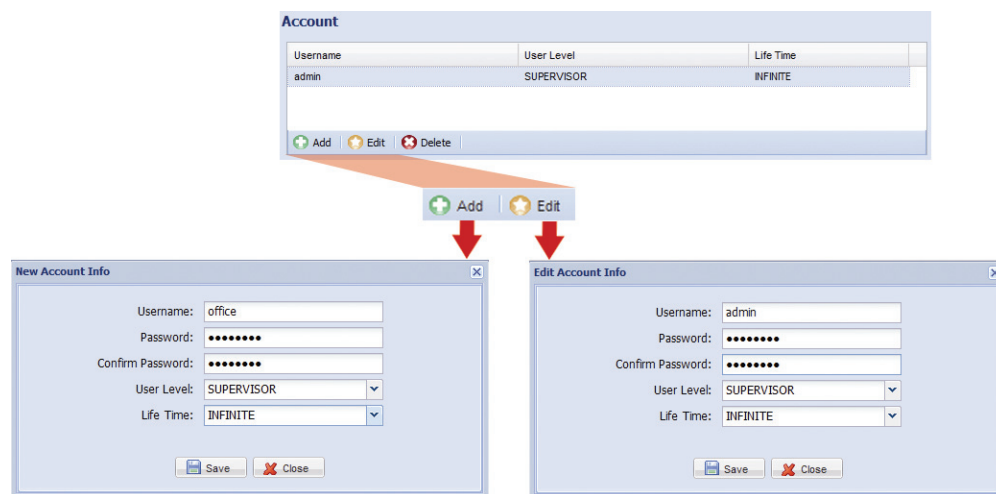 Account
Username User Level Life Time
admin SUPERVISOR INFINITE
Add Edit Delete
Add Edit
New Account Info
Username: office
Password: ••••••••
Confirm Password: ••••••••
User Level: SUPERVISOR
Life Time: INFINITE
Save Close
Edit Account Info
Username: admin
Password: ••••••••
Confirm Password: ••••••••
User Level: SUPERVISOR
Life Time: INFINITE
Save Close